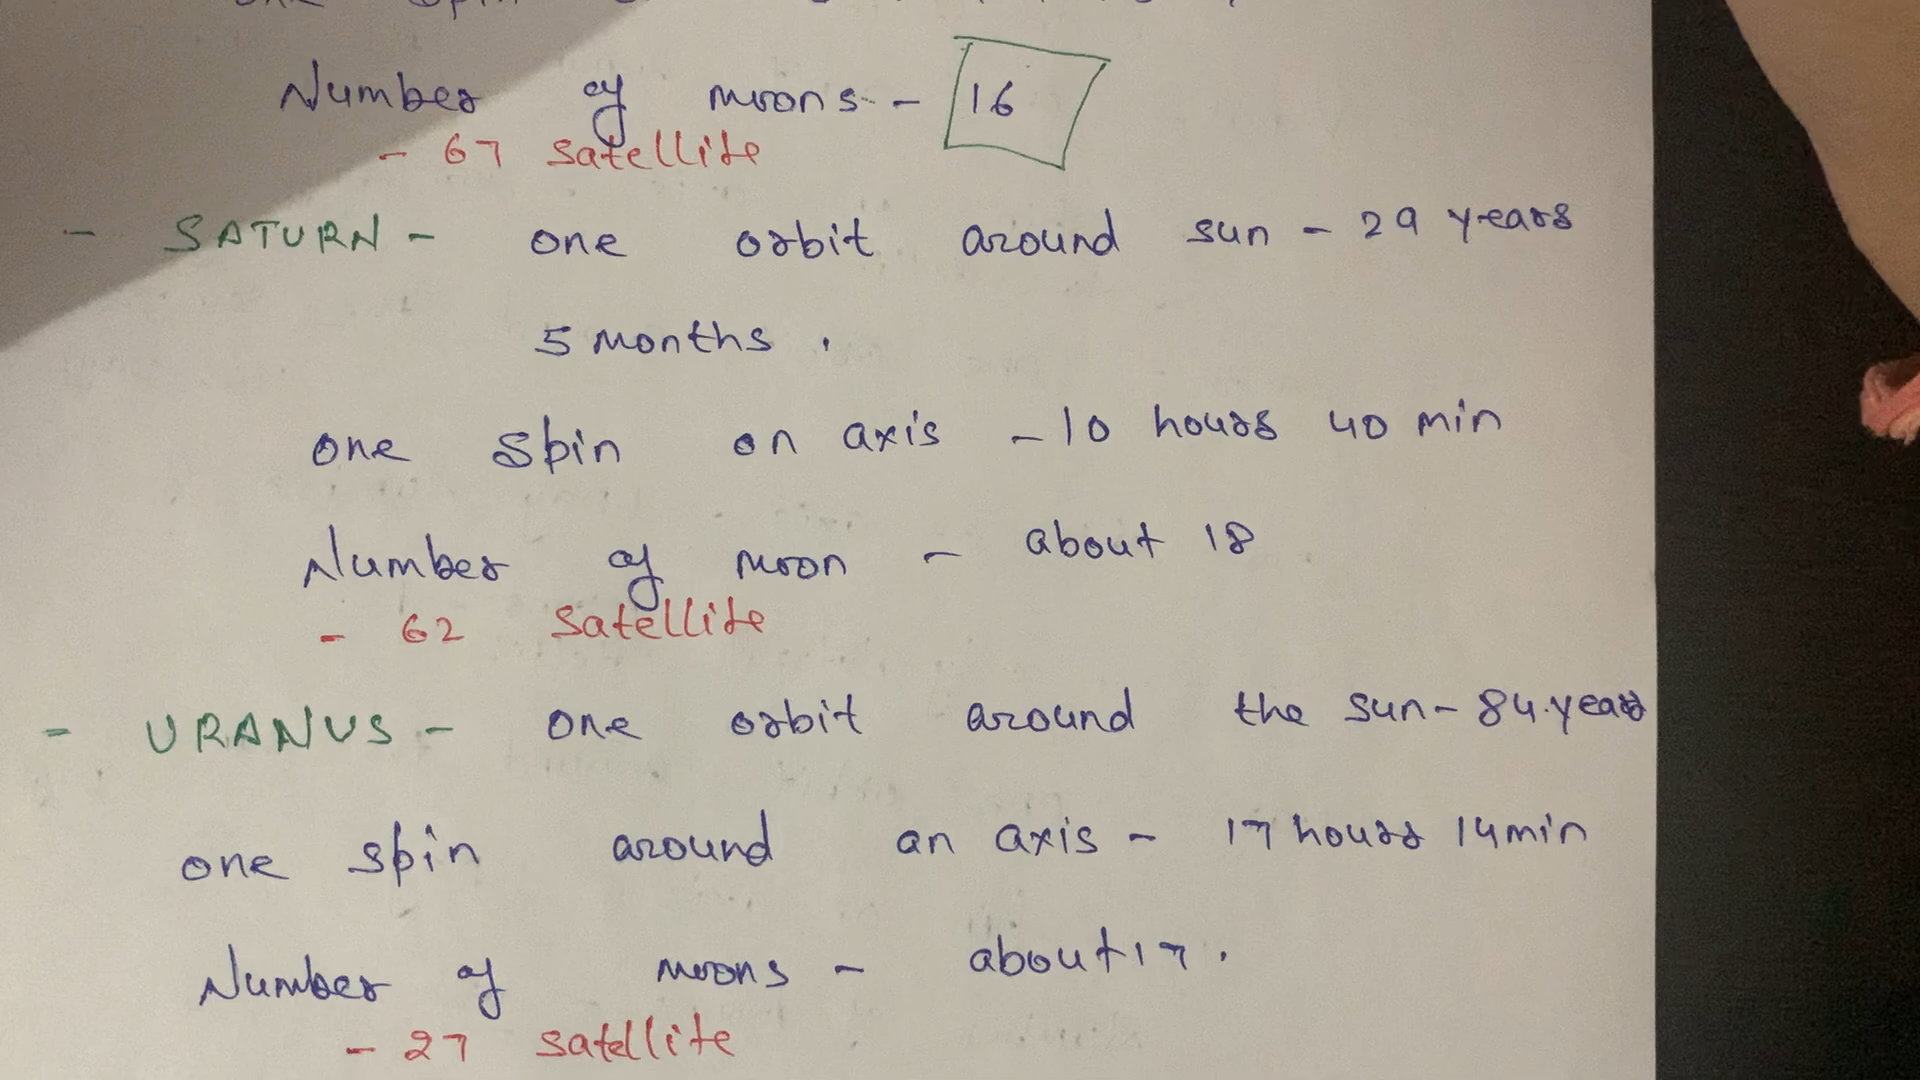 one spin
Number of moons - 16
- 67 satellite
- SATURN - one orbit around sun - 29 years
5 months.
one spin on axis - 10 hours 40 min
Number of moon - about 18
- 62 satellite
- URANUS - one orbit around the sun - 84 years
one spin around an axis - 17 hours 14 min
Number of moons - about 17.
- 27 satellite